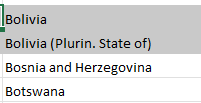 Bolivia
Bolivia (Plurin. State of)
Bosnia and Herzegovina
Botswana